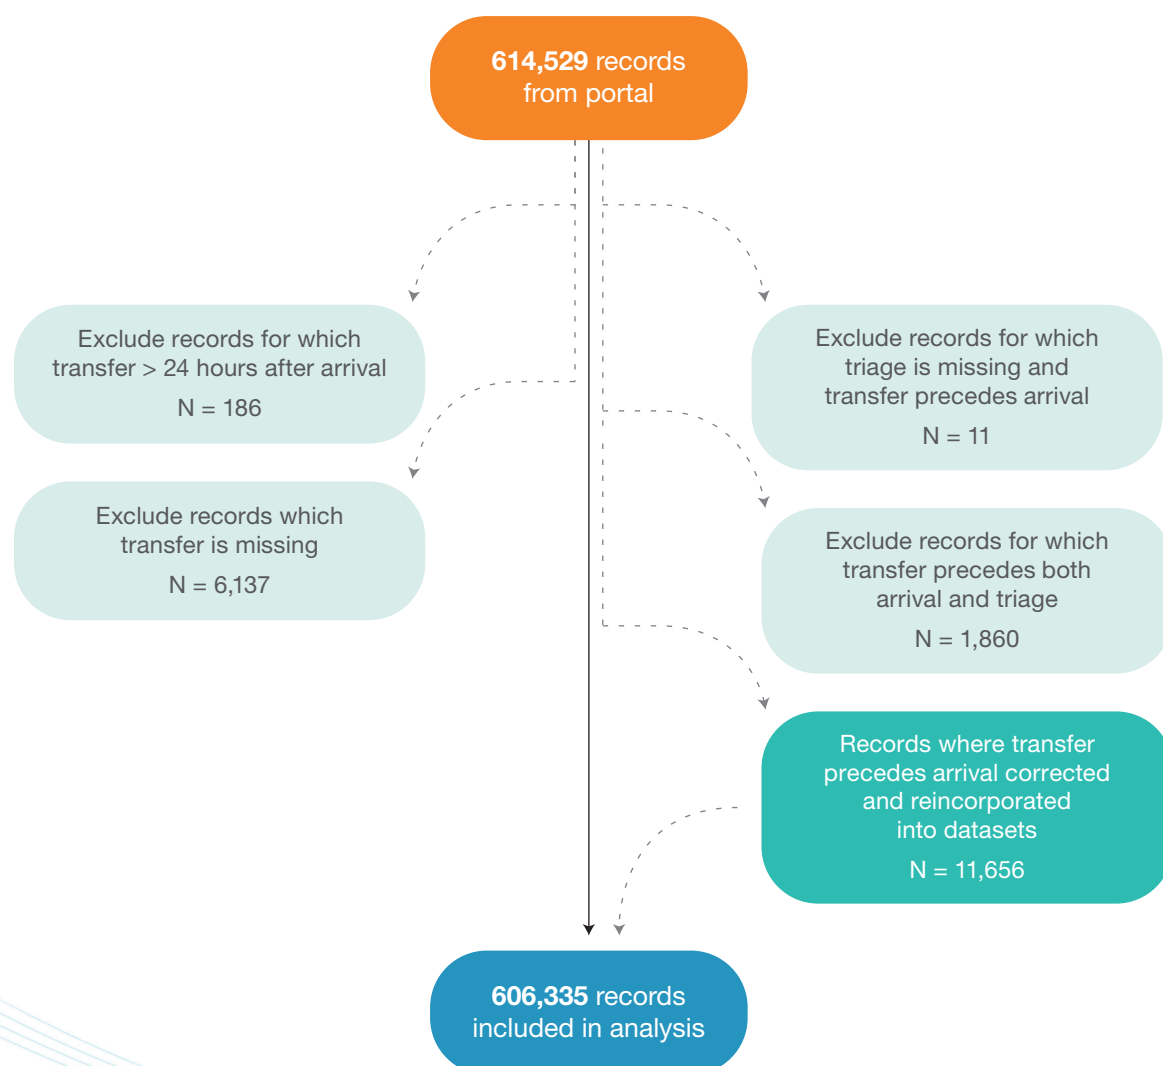 614,529 records
from portal
Exclude records for which
transfer > 24 hours after arrival
N = 186
Exclude records for which
triage is missing and
transfer precedes arrival
N = 11
Exclude records which
transfer is missing
N = 6,137
Exclude records for which
transfer precedes both
arrival and triage
N = 1,860
Records where transfer
precedes arrival corrected
and reincorporated
into datasets
N = 11,656
606,335 records
included in analysis